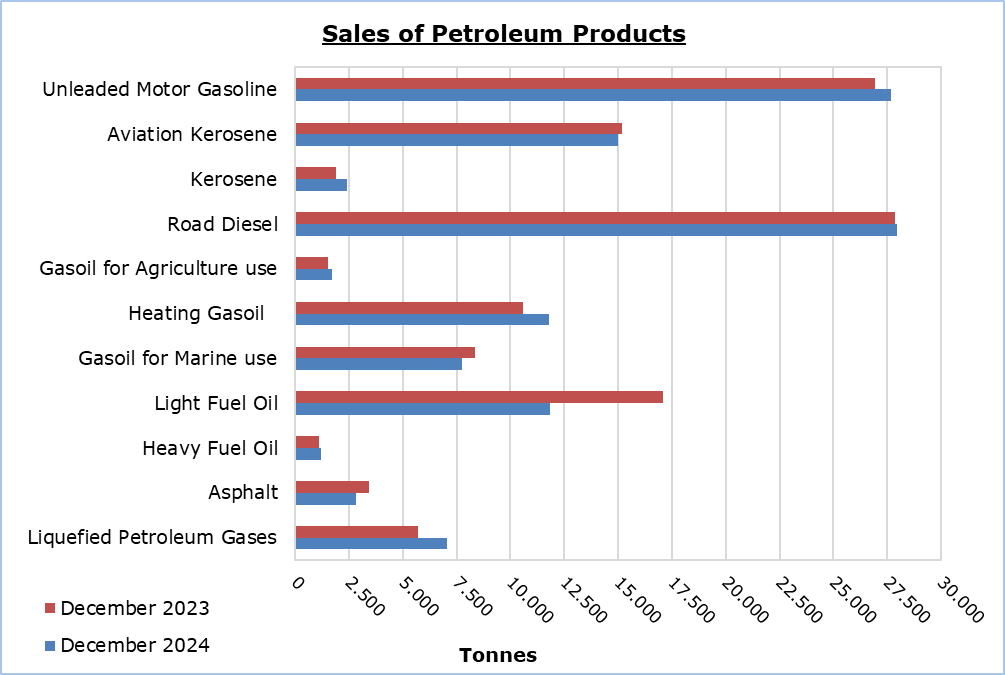 Sales of Petroleum Products
Unleaded Motor Gasoline
Aviation Kerosene
Kerosene
Road Diesel
Gasoil for Agriculture use
Heating Gasoil
Gasoil for Marine use
Light Fuel Oil
Heavy Fuel Oil
Asphalt
Liquefied Petroleum Gases
0
2.500
5.000
7.500
10.000
12.500
15.000
17.500
20.000
22.500
25.000
27.500
30.000
December 2023
December 2024
Tonnes